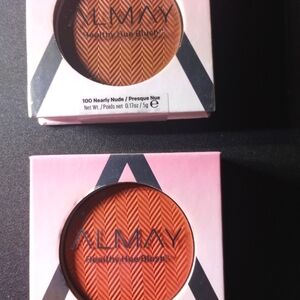 ALMAY
Healthy Hue Blush
100 Nearly Nude / Presque Nue
Net Wt. / Poids net 0.17oz / 5g e
ALMAY
Healthy Hue Blush